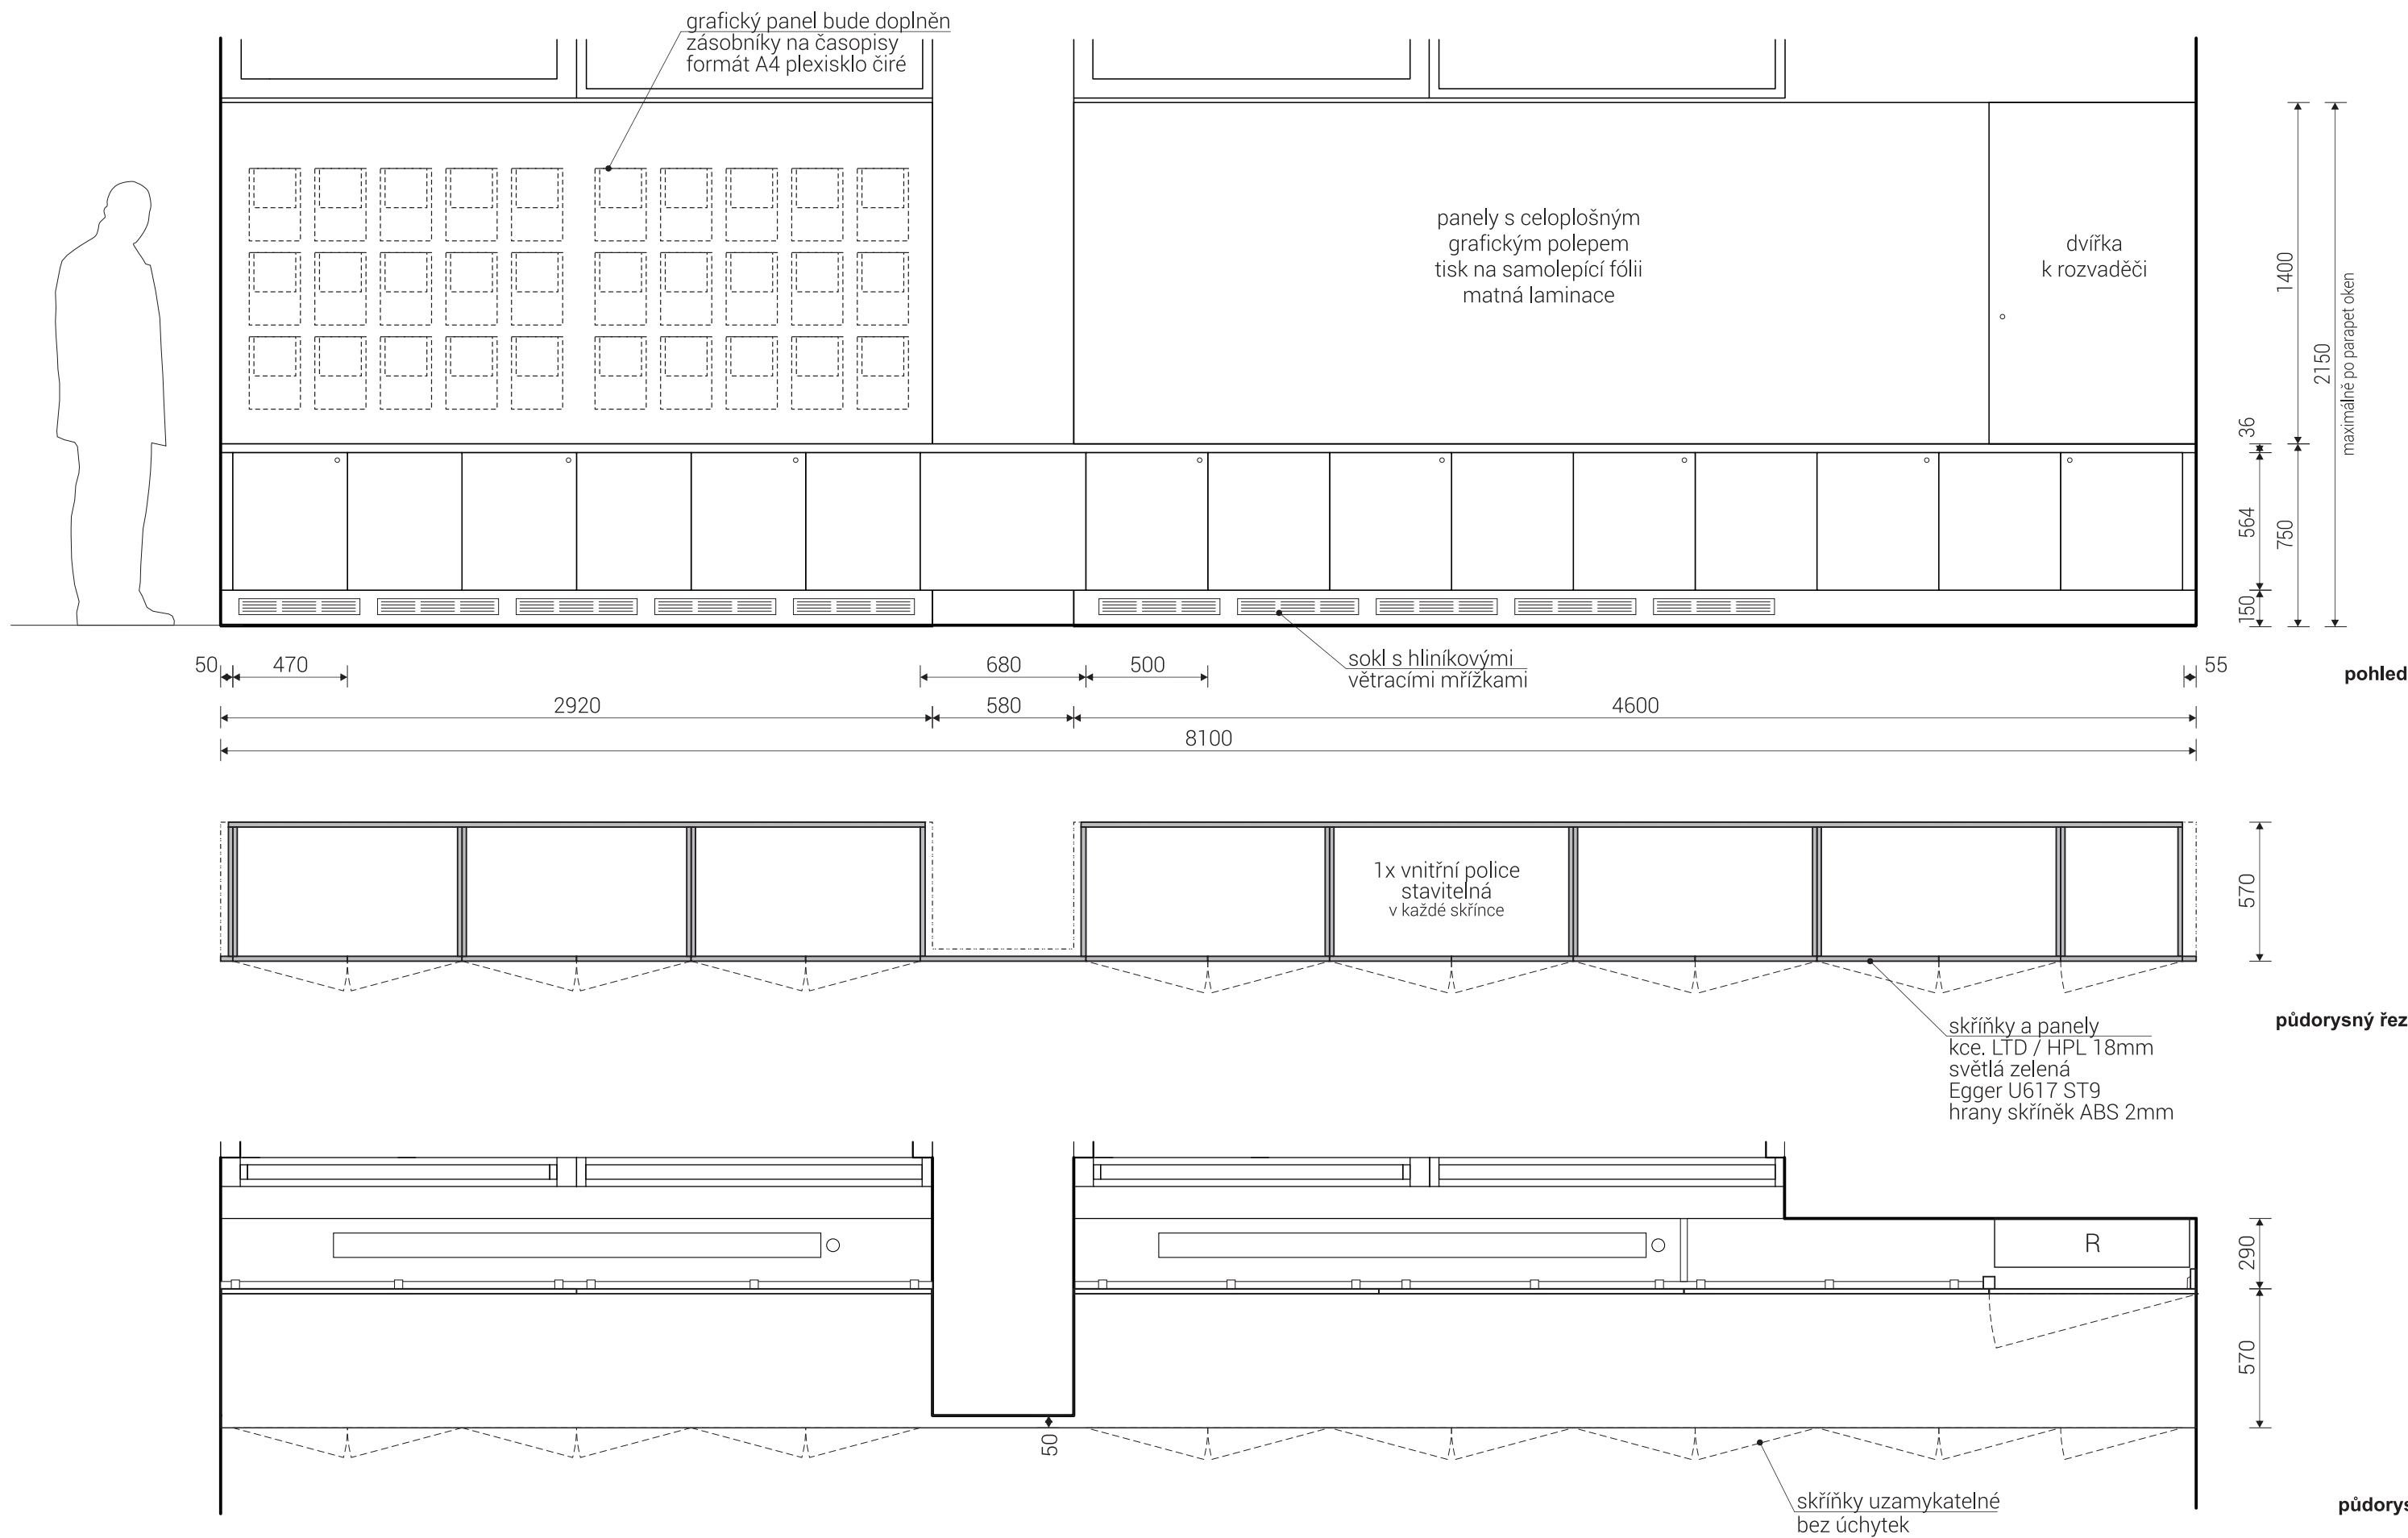 grafický panel bude doplněn
zásobníky na časopisy
formát A4 plexisklo čiré
panely s celoplošným
grafickým polepem
tisk na samolepící fólii
matná laminace
dvířka
k rozvaděči
1400
2150
maximálně po parapet oken
36
564
750
150
50
470
680
500
sokl s hliníkovými
větracími mřížkami
55
pohled
2920
580
4600
8100
1x vnitřní police
stavitelná
v každé skřínce
570
půdorysný řez
skříňky a panely
kce. LTD / HPL 18mm
světlá zelená
Egger U617 ST9
hrany skříněk ABS 2mm
R
290
570
50
skříňky uzamykatelné
bez úchytek
půdorys